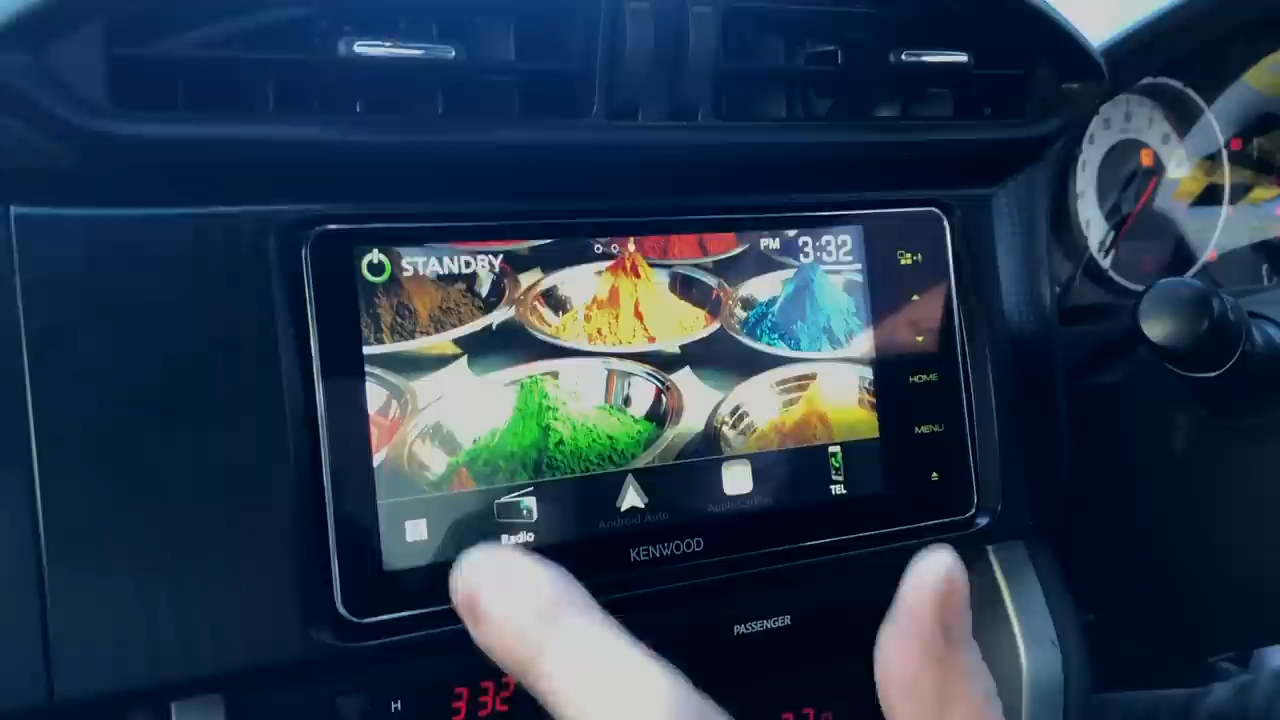 STANDBY
PM 3:32
HOME
MENU
Radio
Android Auto
Apple CarPlay
TEL
KENWOOD
PASSENGER
H
3 32